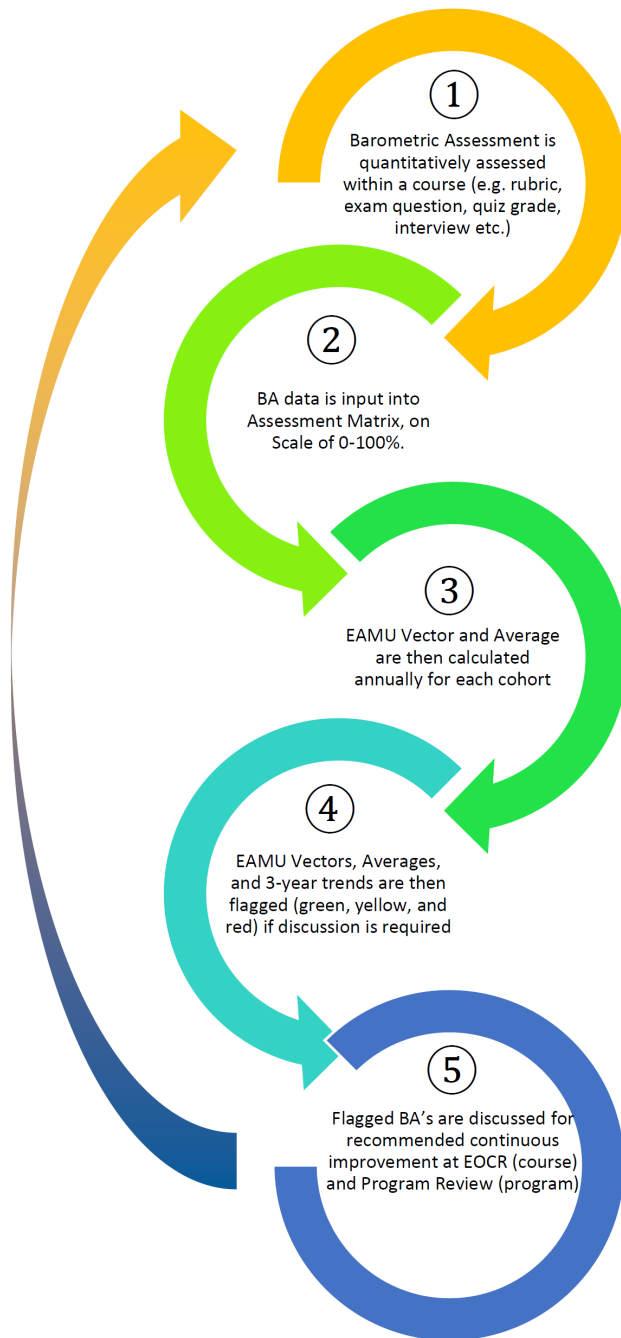 ①
Barometric Assessment is
quantitatively assessed
within a course (e.g. rubric,
exam question, quiz grade,
interview etc.)
②
BA data is input into
Assessment Matrix, on
Scale of 0-100%.
③
EAMU Vector and Average
are then calculated
annually for each cohort
④
EAMU Vectors, Averages,
and 3-year trends are then
flagged (green, yellow, and
red) if discussion is required
⑤
Flagged BA’s are discussed for
recommended continuous
improvement at EOCR (course)
and Program Review (program)